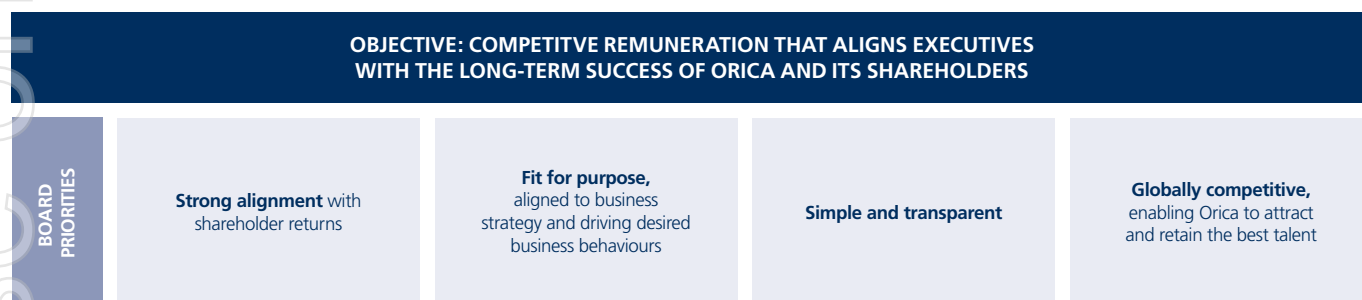 OBJECTIVE: COMPETITVE REMUNERATION THAT ALIGNS EXECUTIVES
WITH THE LONG-TERM SUCCESS OF ORICA AND ITS SHAREHOLDERS
BOARD
PRIORITIES
Strong alignment with
shareholder returns
Fit for purpose,
aligned to business
strategy and driving desired
business behaviours
Simple and transparent
Globally competitive,
enabling Orica to attract
and retain the best talent